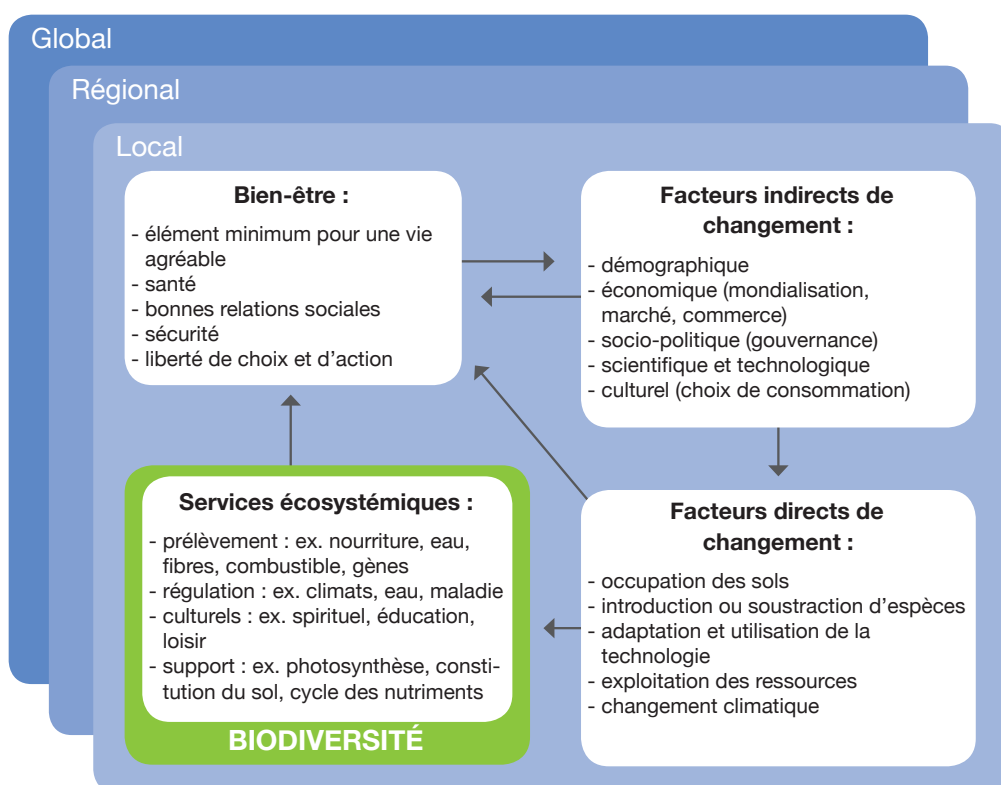 Global
Régional
Local
Bien-être :
- élément minimum pour une vie
agréable
- santé
- bonnes relations sociales
- sécurité
- liberté de choix et d'action
Facteurs indirects de
changement :
- démographique
- économique (mondialisation,
marché, commerce)
- socio-politique (gouvernance)
- scientifique et technologique
- culturel (choix de consommation)
Services écosystémiques :
- prélèvement : ex. nourriture, eau,
fibres, combustible, gènes
- régulation : ex. climats, eau, maladie
- culturels : ex. spirituel, éducation,
loisir
- support : ex. photosynthèse, consti-
tution du sol, cycle des nutriments
BIODIVERSITÉ
Facteurs directs de
changement :
- occupation des sols
- introduction ou soustraction d'espèces
- adaptation et utilisation de la
technologie
- exploitation des ressources
- changement climatique